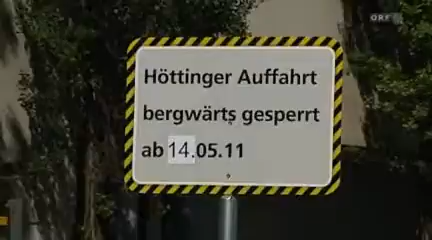 ORF
Höttinger Auffahrt
bergwärts gesperrt
ab 14.05.11